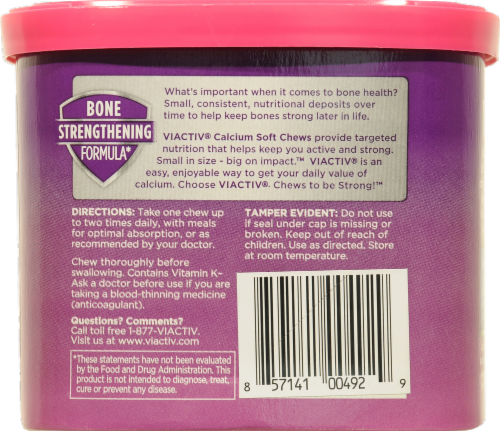 BONE
STRENGTHENING
FORMULA*
What's important when it comes to bone health?
Small, consistent, nutritional deposits over
time to help keep bones strong later in life.
VIACTIV® Calcium Soft Chews provide targeted
nutrition that helps keep you active and strong.
Small in size - big on impact.™ VIACTIV® is an
easy, enjoyable way to get your daily value of
calcium. Choose VIACTIV®. Chews to be Strong!™
DIRECTIONS: Take one chew up
to two times daily, with meals
for optimal absorption, or as
recommended by your doctor.
Chew thoroughly before
swallowing. Contains Vitamin K–
Ask a doctor before use if you are
taking a blood-thinning medicine
(anticoagulant).
Questions? Comments?
Call toll free 1-877-VIACTIV.
Visit us at www.viactiv.com
*These statements have not been evaluated
by the Food and Drug Administration. This
product is not intended to diagnose, treat,
cure or prevent any disease.
TAMPER EVIDENT: Do not use
if seal under cap is missing or
broken. Keep out of reach of
children. Use as directed. Store
at room temperature.
8 57141 00492 9